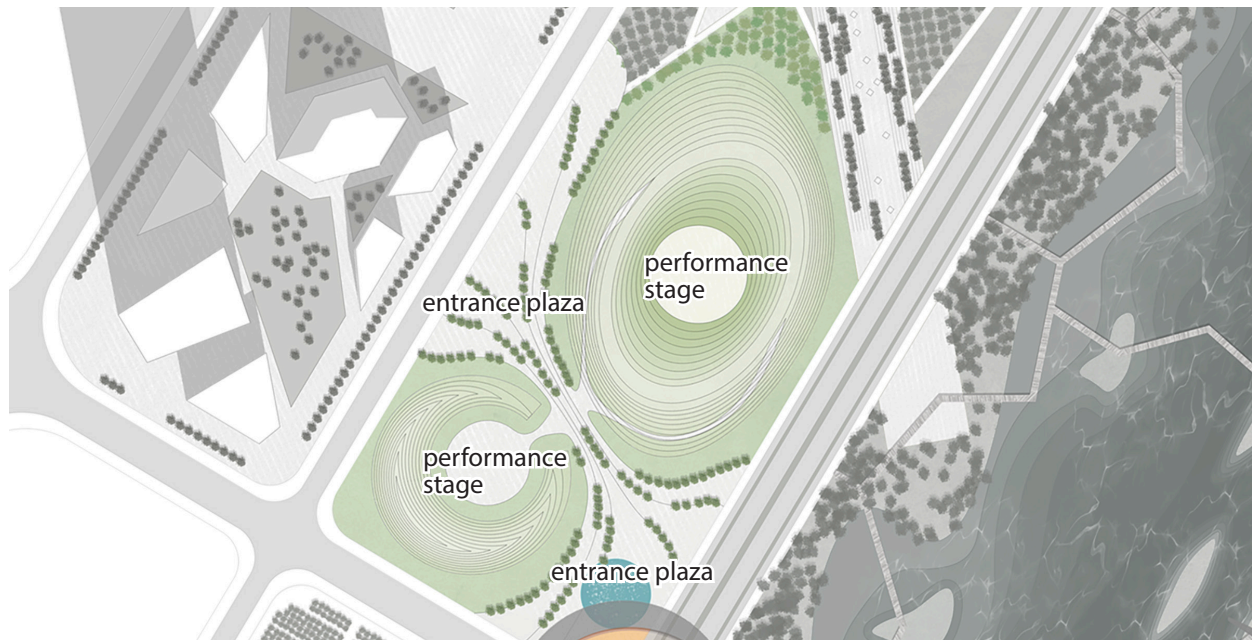 performance
stage
entrance plaza
performance
stage
entrance plaza